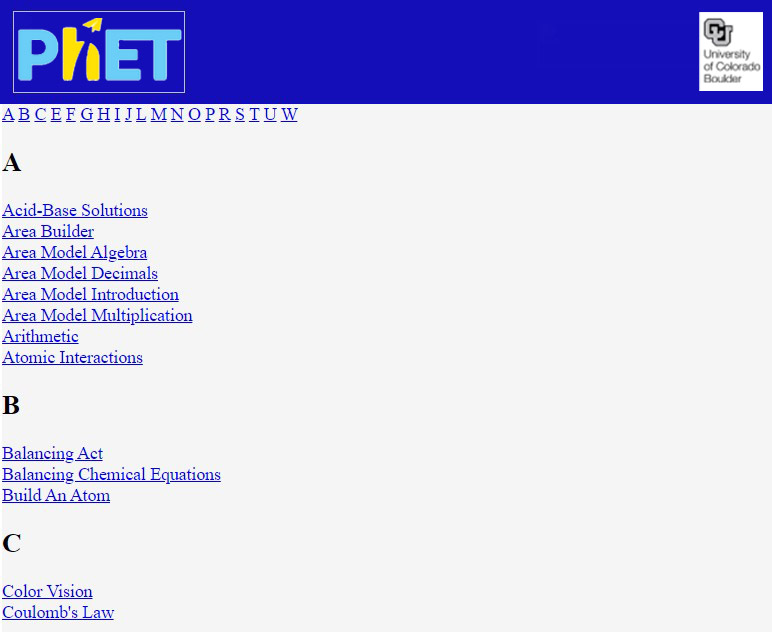 PhET
University
of Colorado
Boulder
A B C E F G H I J L M N O P R S T U W
A
Acid-Base Solutions
Area Builder
Area Model Algebra
Area Model Decimals
Area Model Introduction
Area Model Multiplication
Arithmetic
Atomic Interactions
B
Balancing Act
Balancing Chemical Equations
Build An Atom
C
Color Vision
Coulomb's Law